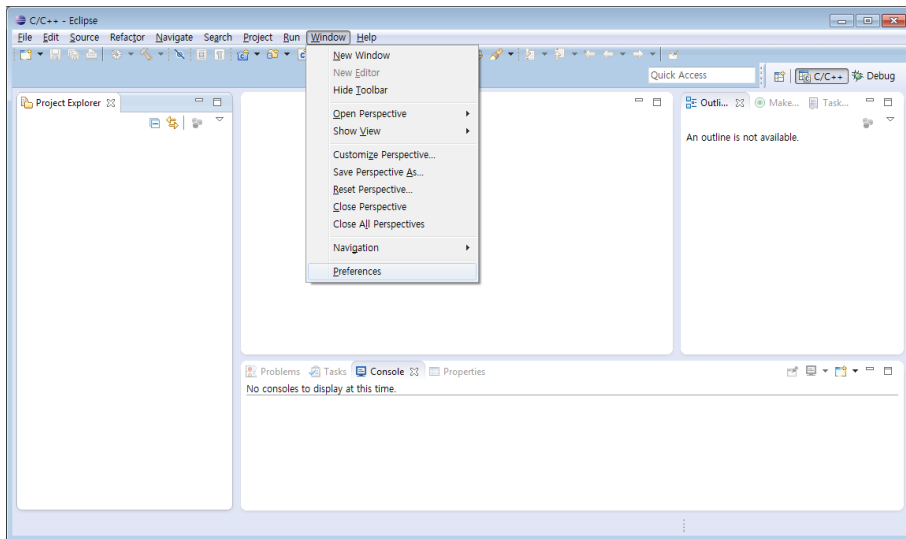 C/C++ - Eclipse
File Edit Source Refactor Navigate Search Project Run Window Help
New Window
New Editor
Hide Toolbar
Open Perspective
Show View
Customize Perspective...
Save Perspective As...
Reset Perspective...
Close Perspective
Close All Perspectives
Navigation
Preferences
Quick Access
C/C++ Debug
Project Explorer
Outli... Make... Task...
An outline is not available.
Problems Tasks Console Properties
No consoles to display at this time.